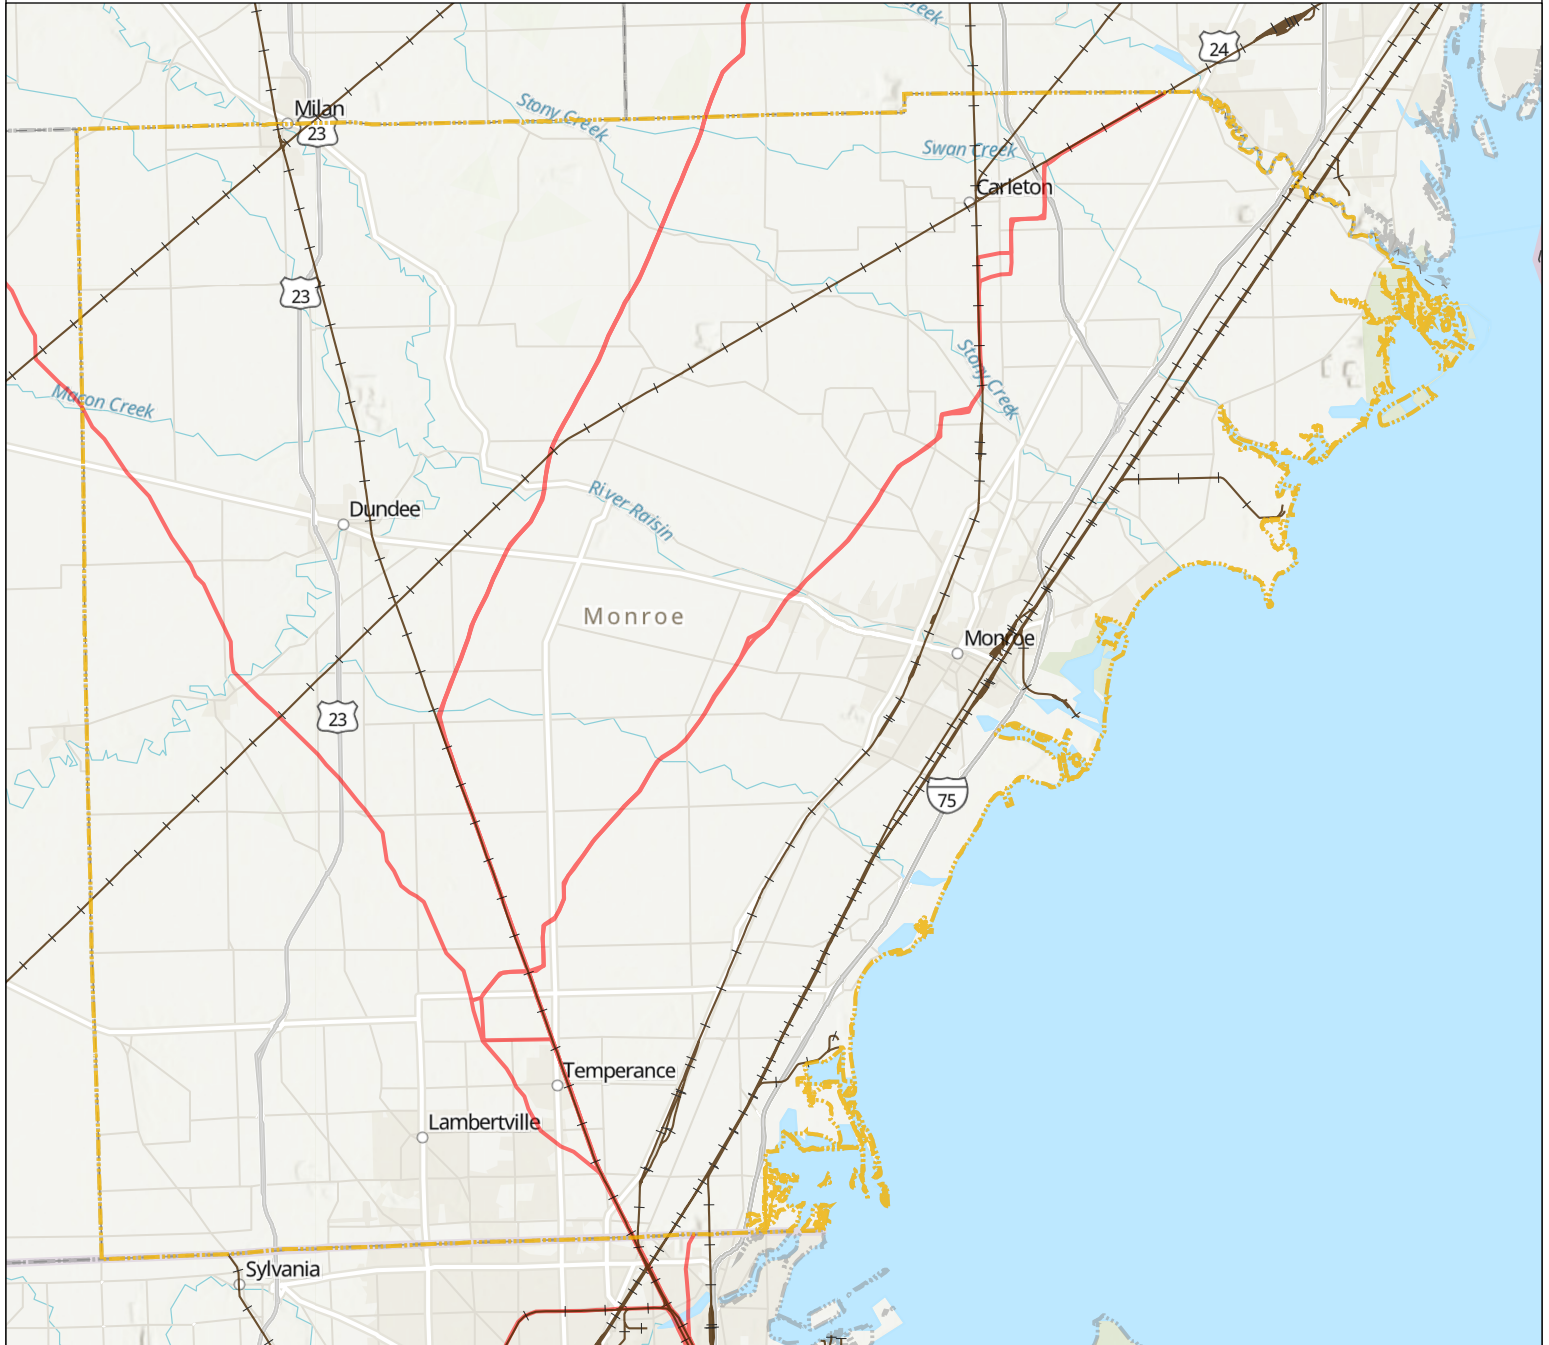 Creek
24
Milan
23
Stony Creek
Swan Creek
Carleton
23
Stony Creek
Macon Creek
Dundee
River Raisin
Monroe
Monroe
23
75
Temperance
Lambertville
Sylvania